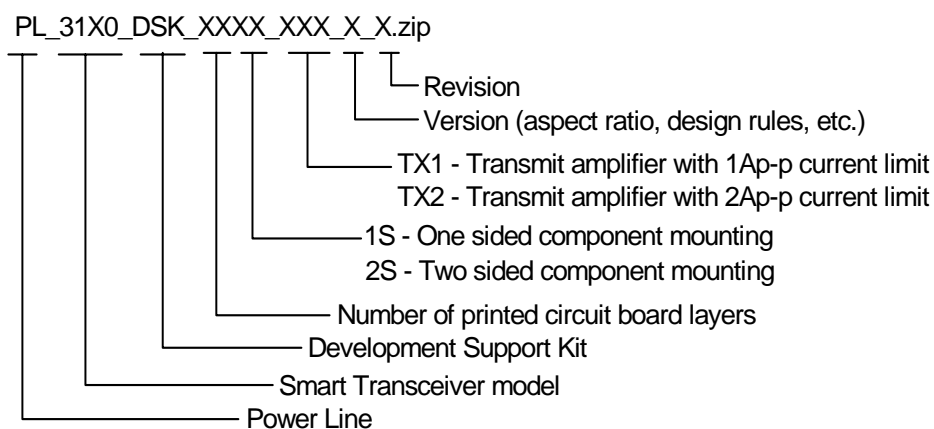 PL_31X0_DSK_XXXX_XXX_X_X.zip
Revision
Version (aspect ratio, design rules, etc.)
TX1 - Transmit amplifier with 1Ap-p current limit
TX2 - Transmit amplifier with 2Ap-p current limit
1S - One sided component mounting
2S - Two sided component mounting
Number of printed circuit board layers
Development Support Kit
Smart Transceiver model
Power Line